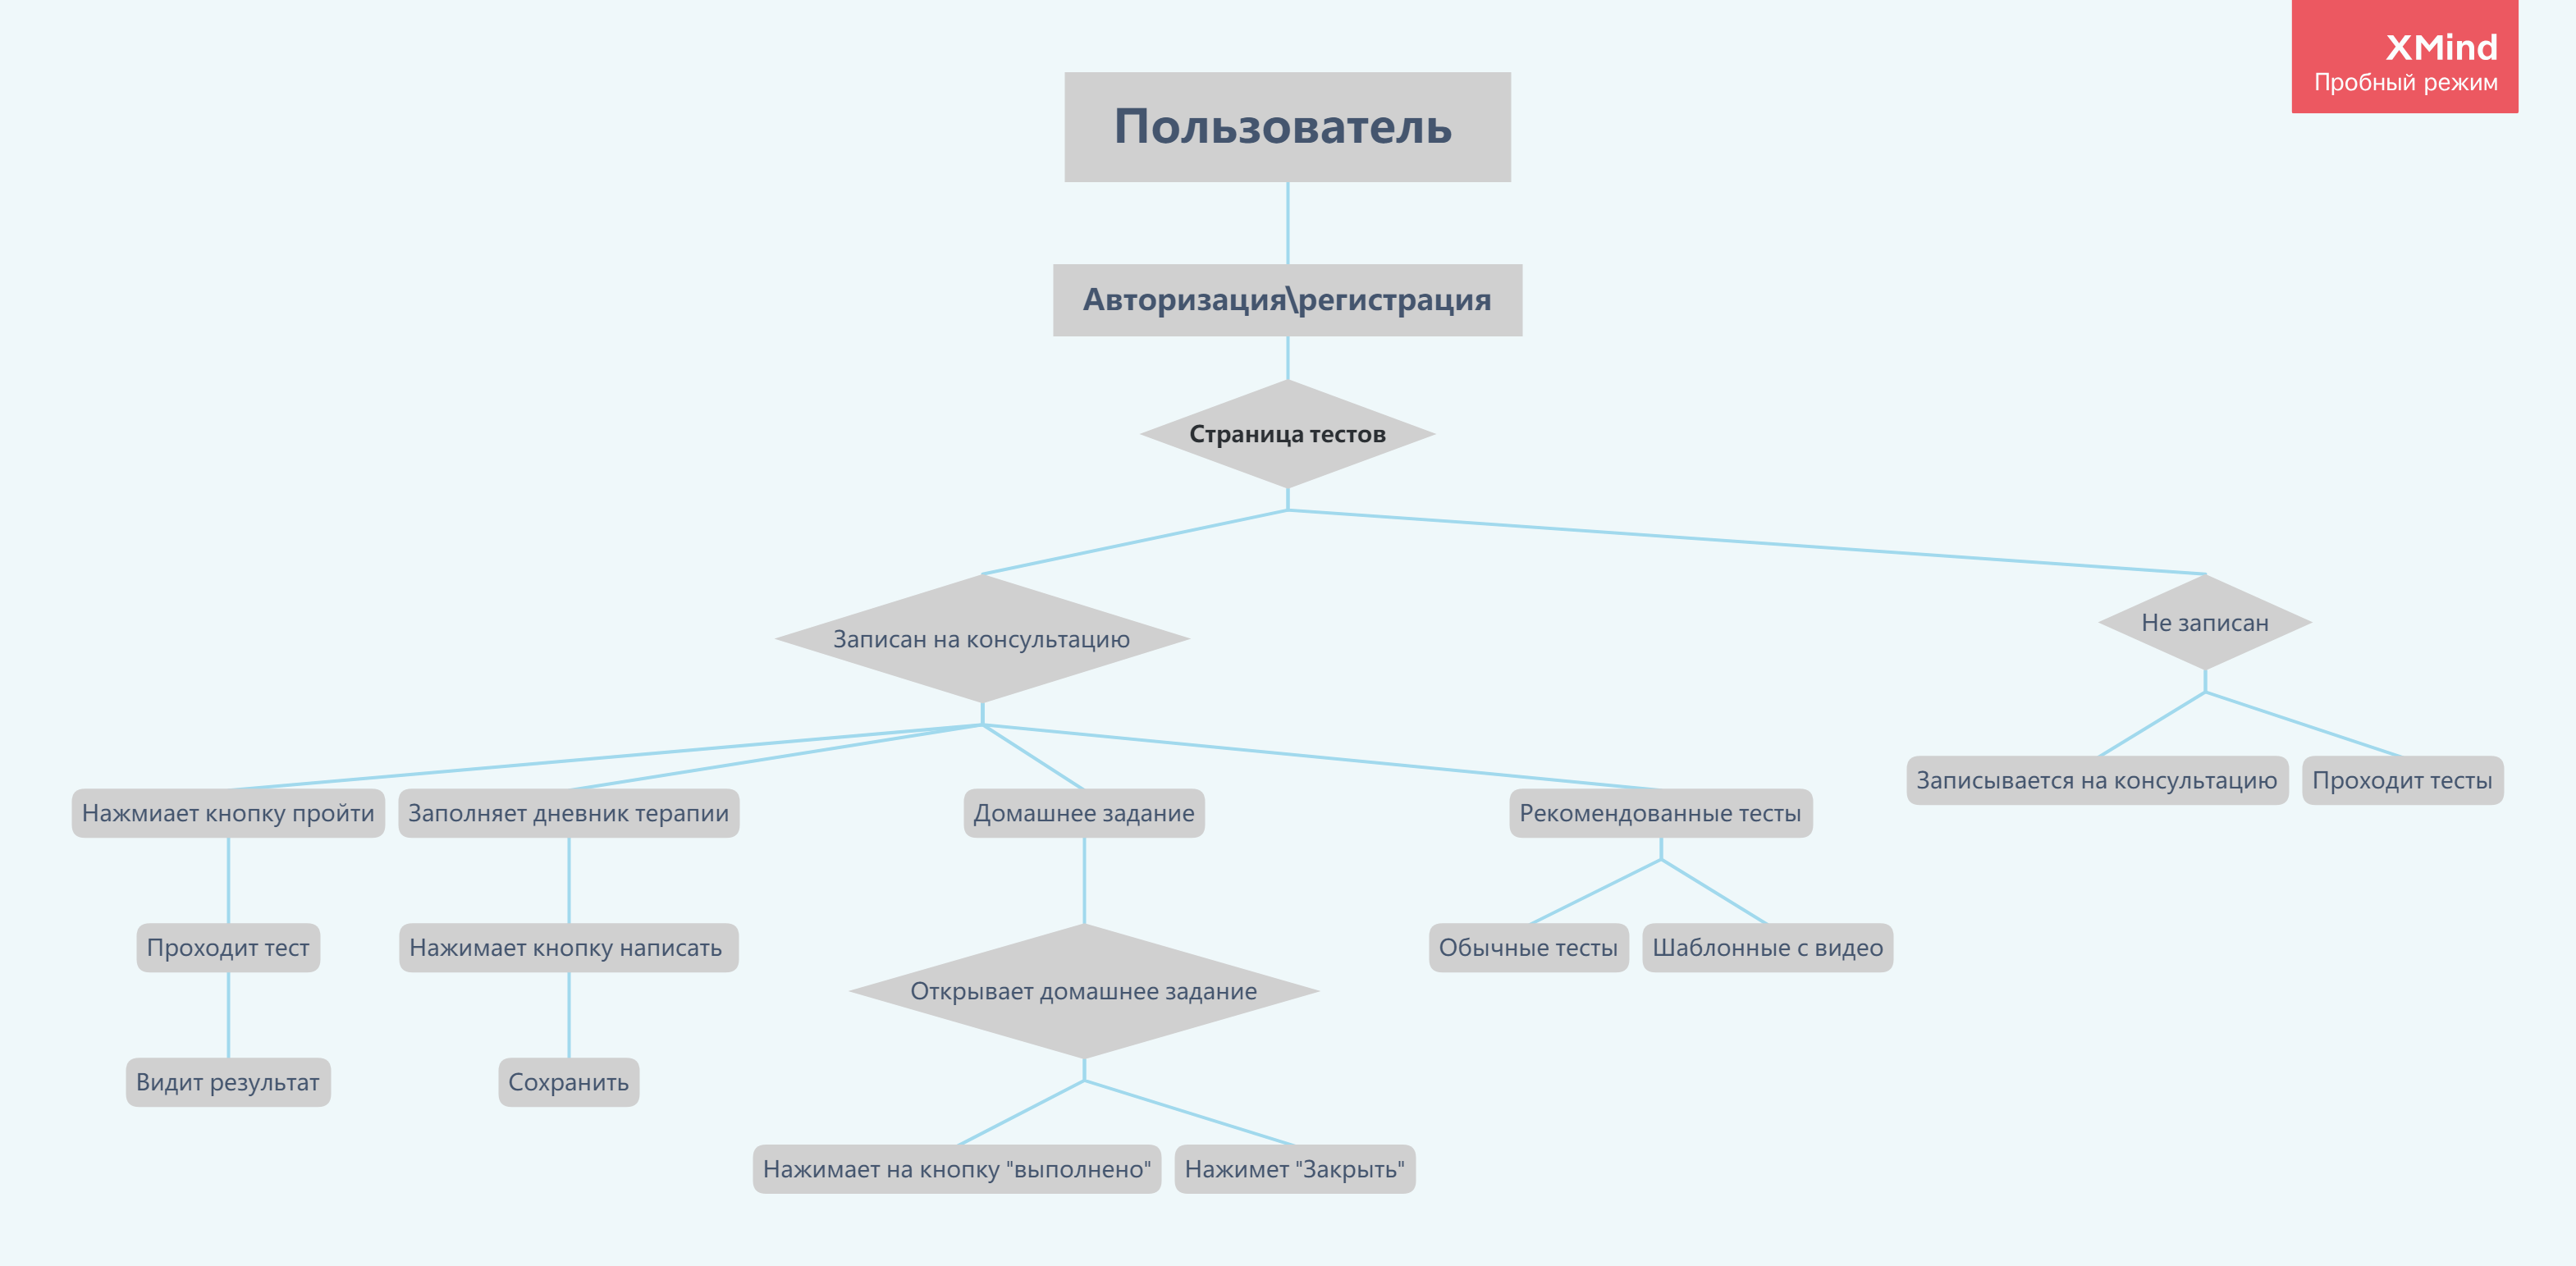 XMind
Пробный режим
Пользователь
Авторизация\регистрация
Страница тестов
Записан на консультацию
Не записан
Записывается на консультацию
Проходит тесты
Нажмиает кнопку пройти
Заполняет дневник терапии
Домашнее задание
Рекомендованные тесты
Проходит тест
Нажимает кнопку написать
Обычные тесты
Шаблонные с видео
Открывает домашнее задание
Видит результат
Сохранить
Нажимает на кнопку "выполнено"
Нажимет "Закрыть"